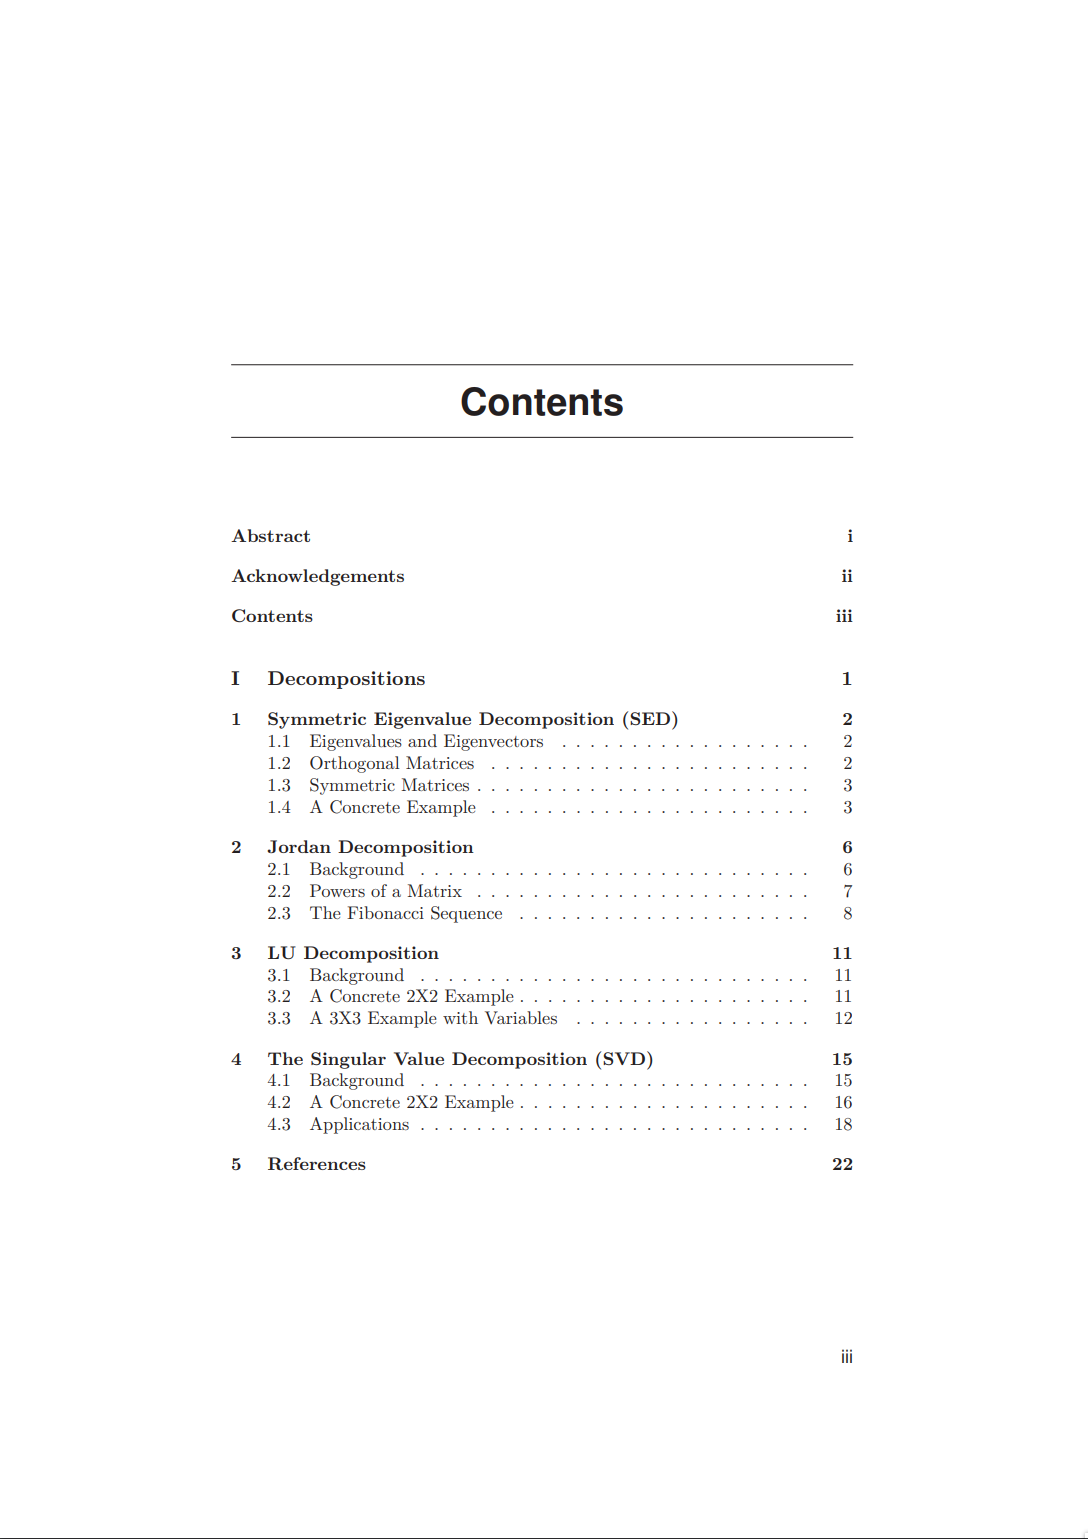 Contents
Abstract i
Acknowledgements ii
Contents iii
I Decompositions 1
1 Symmetric Eigenvalue Decomposition (SED) 2
1.1 Eigenvalues and Eigenvectors . . . . . . . . . . . . . . . . . . 2
1.2 Orthogonal Matrices . . . . . . . . . . . . . . . . . . . . . . . 2
1.3 Symmetric Matrices . . . . . . . . . . . . . . . . . . . . . . . . 3
1.4 A Concrete Example . . . . . . . . . . . . . . . . . . . . . . . 3
2 Jordan Decomposition 6
2.1 Background . . . . . . . . . . . . . . . . . . . . . . . . . . . . 6
2.2 Powers of a Matrix . . . . . . . . . . . . . . . . . . . . . . . . 7
2.3 The Fibonacci Sequence . . . . . . . . . . . . . . . . . . . . . 8
3 LU Decomposition 11
3.1 Background . . . . . . . . . . . . . . . . . . . . . . . . . . . . 11
3.2 A Concrete 2X2 Example . . . . . . . . . . . . . . . . . . . . . 11
3.3 A 3X3 Example with Variables . . . . . . . . . . . . . . . . . 12
4 The Singular Value Decomposition (SVD) 15
4.1 Background . . . . . . . . . . . . . . . . . . . . . . . . . . . . 15
4.2 A Concrete 2X2 Example . . . . . . . . . . . . . . . . . . . . . 16
4.3 Applications . . . . . . . . . . . . . . . . . . . . . . . . . . . . 18
5 References 22
iii